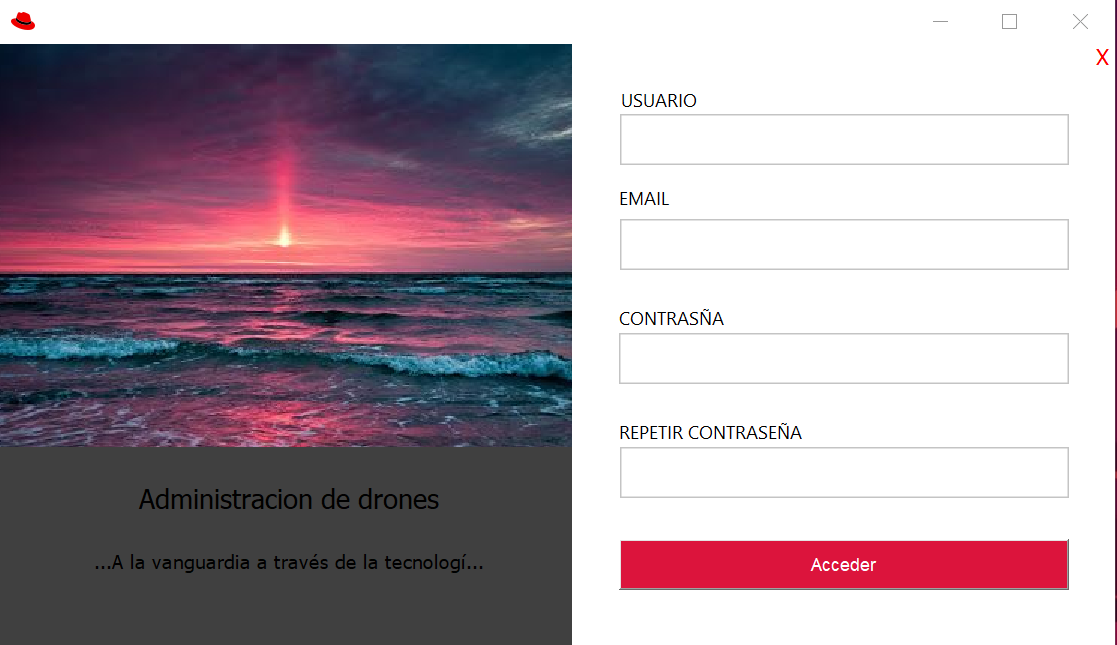 X
USUARIO
EMAIL
CONTRASÑA
REPETIR CONTRASEÑA
Acceder
Administracion de drones
...A la vanguardia a través de la tecnologí...